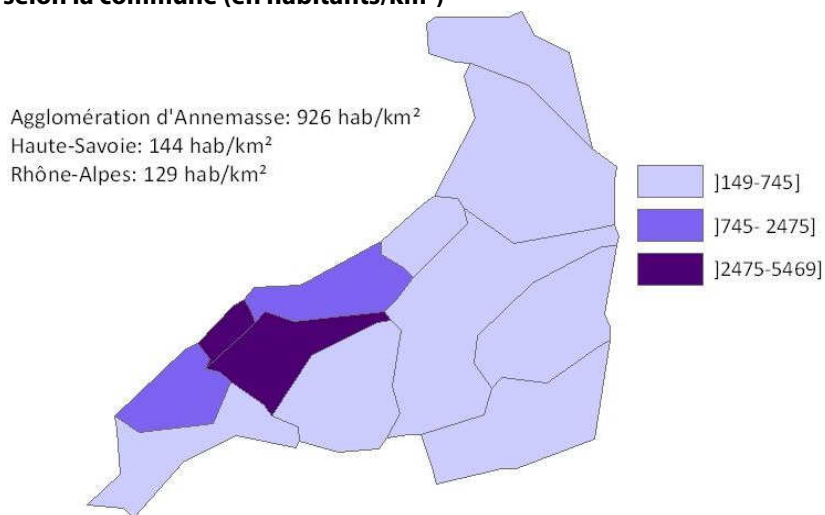 selon la commune (en habitants/km²)
Agglomération d'Annemasse: 926 hab/km²
Haute-Savoie: 144 hab/km²
Rhône-Alpes: 129 hab/km²
]149-745]
]745- 2475]
]2475-5469]